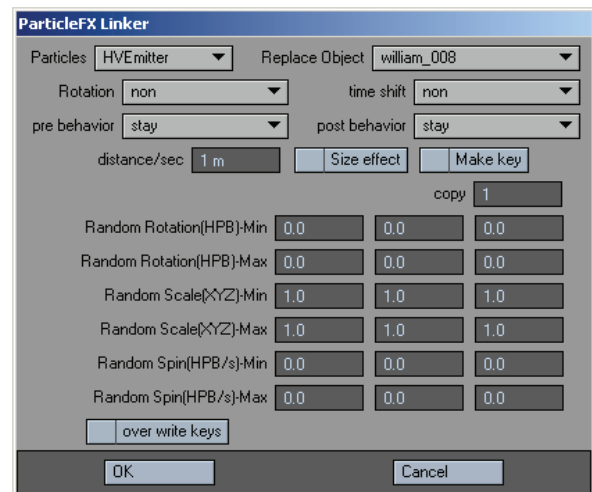 ParticleFX Linker
Particles HVEmitter Replace Object william_008
Rotation non time shift non
pre behavior stay post behavior stay
distance/sec 1 m Size effect Make key
copy 1
Random Rotation(HPB)-Min 0.0 0.0 0.0
Random Rotation(HPB)-Max 0.0 0.0 0.0
Random Scale(XYZ)-Min 1.0 1.0 1.0
Random Scale(XYZ)-Max 1.0 1.0 1.0
Random Spin(HPB/s)-Min 0.0 0.0 0.0
Random Spin(HPB/s)-Max 0.0 0.0 0.0
over write keys
OK Cancel